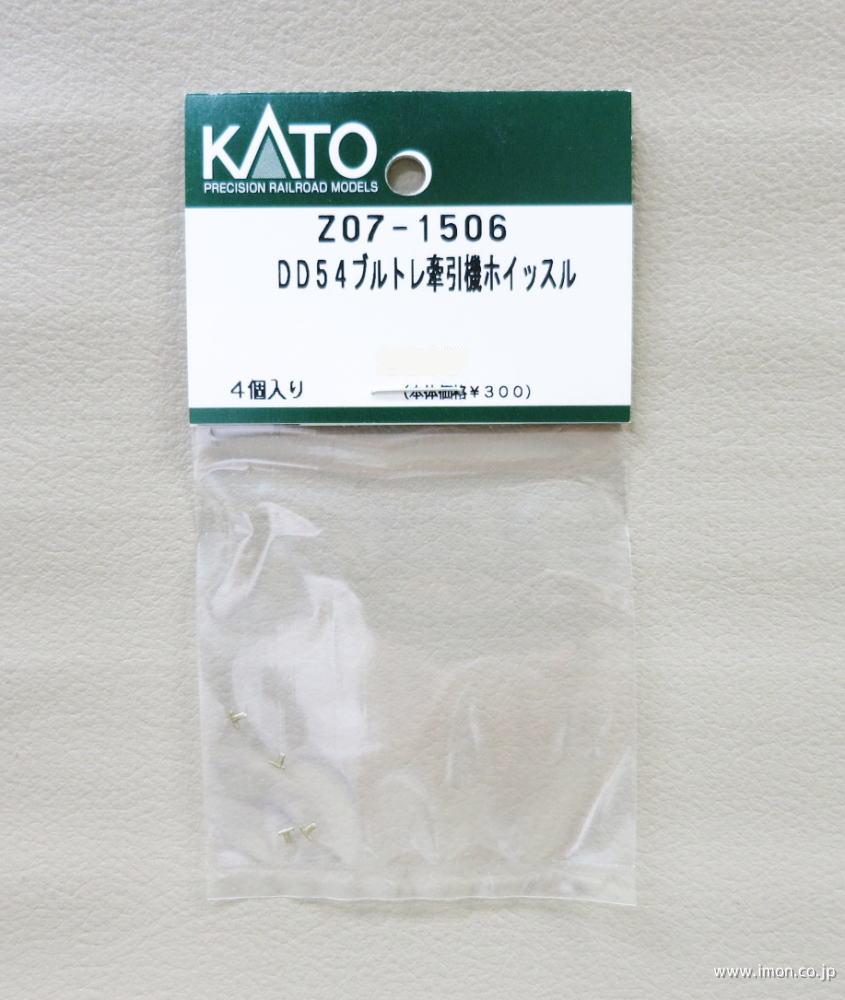 KATO
PRECISION RAILROAD MODELS
Z07-1506
DD54ブルトレ牽引機ホイッスル
4個入り (本体価格¥300)
www.imon.co.jp